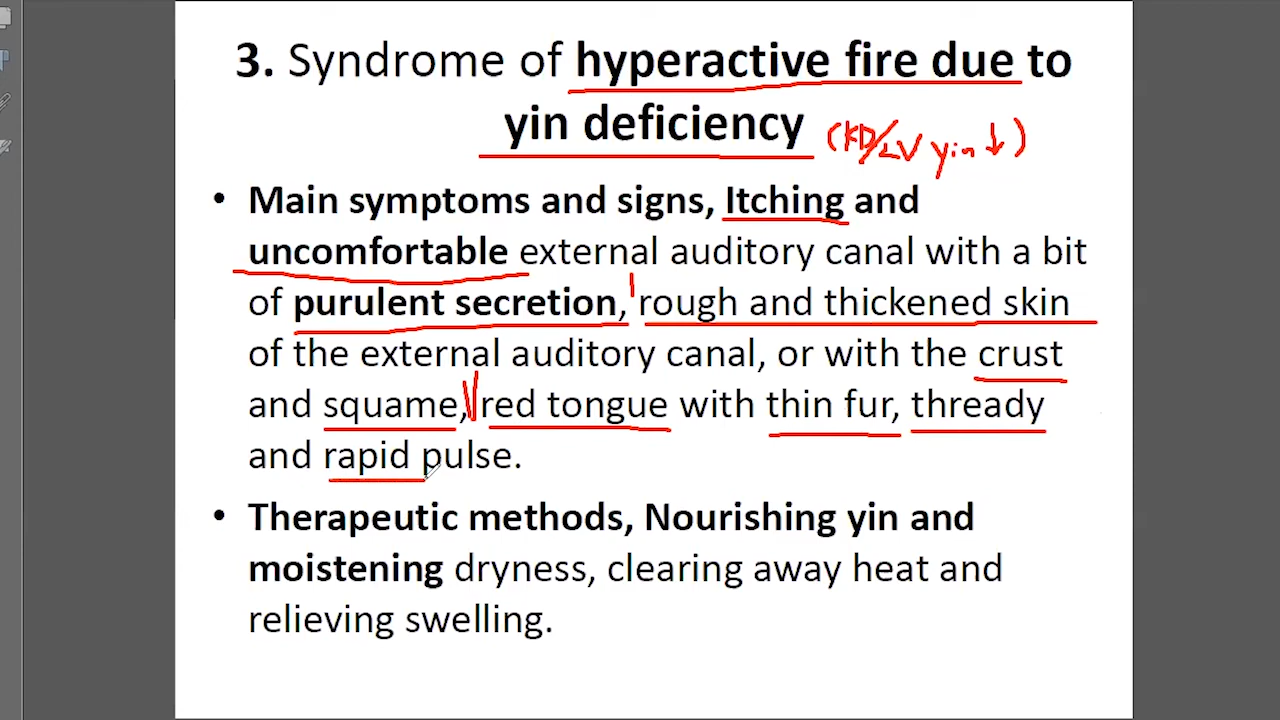 3. Syndrome of hyperactive fire due to
yin deficiency (KD/LV yin ↓)
• Main symptoms and signs, Itching and
uncomfortable external auditory canal with a bit
of purulent secretion, rough and thickened skin
of the external auditory canal, or with the crust
and squame, red tongue with thin fur, thready
and rapid pulse.
• Therapeutic methods, Nourishing yin and
moistening dryness, clearing away heat and
relieving swelling.